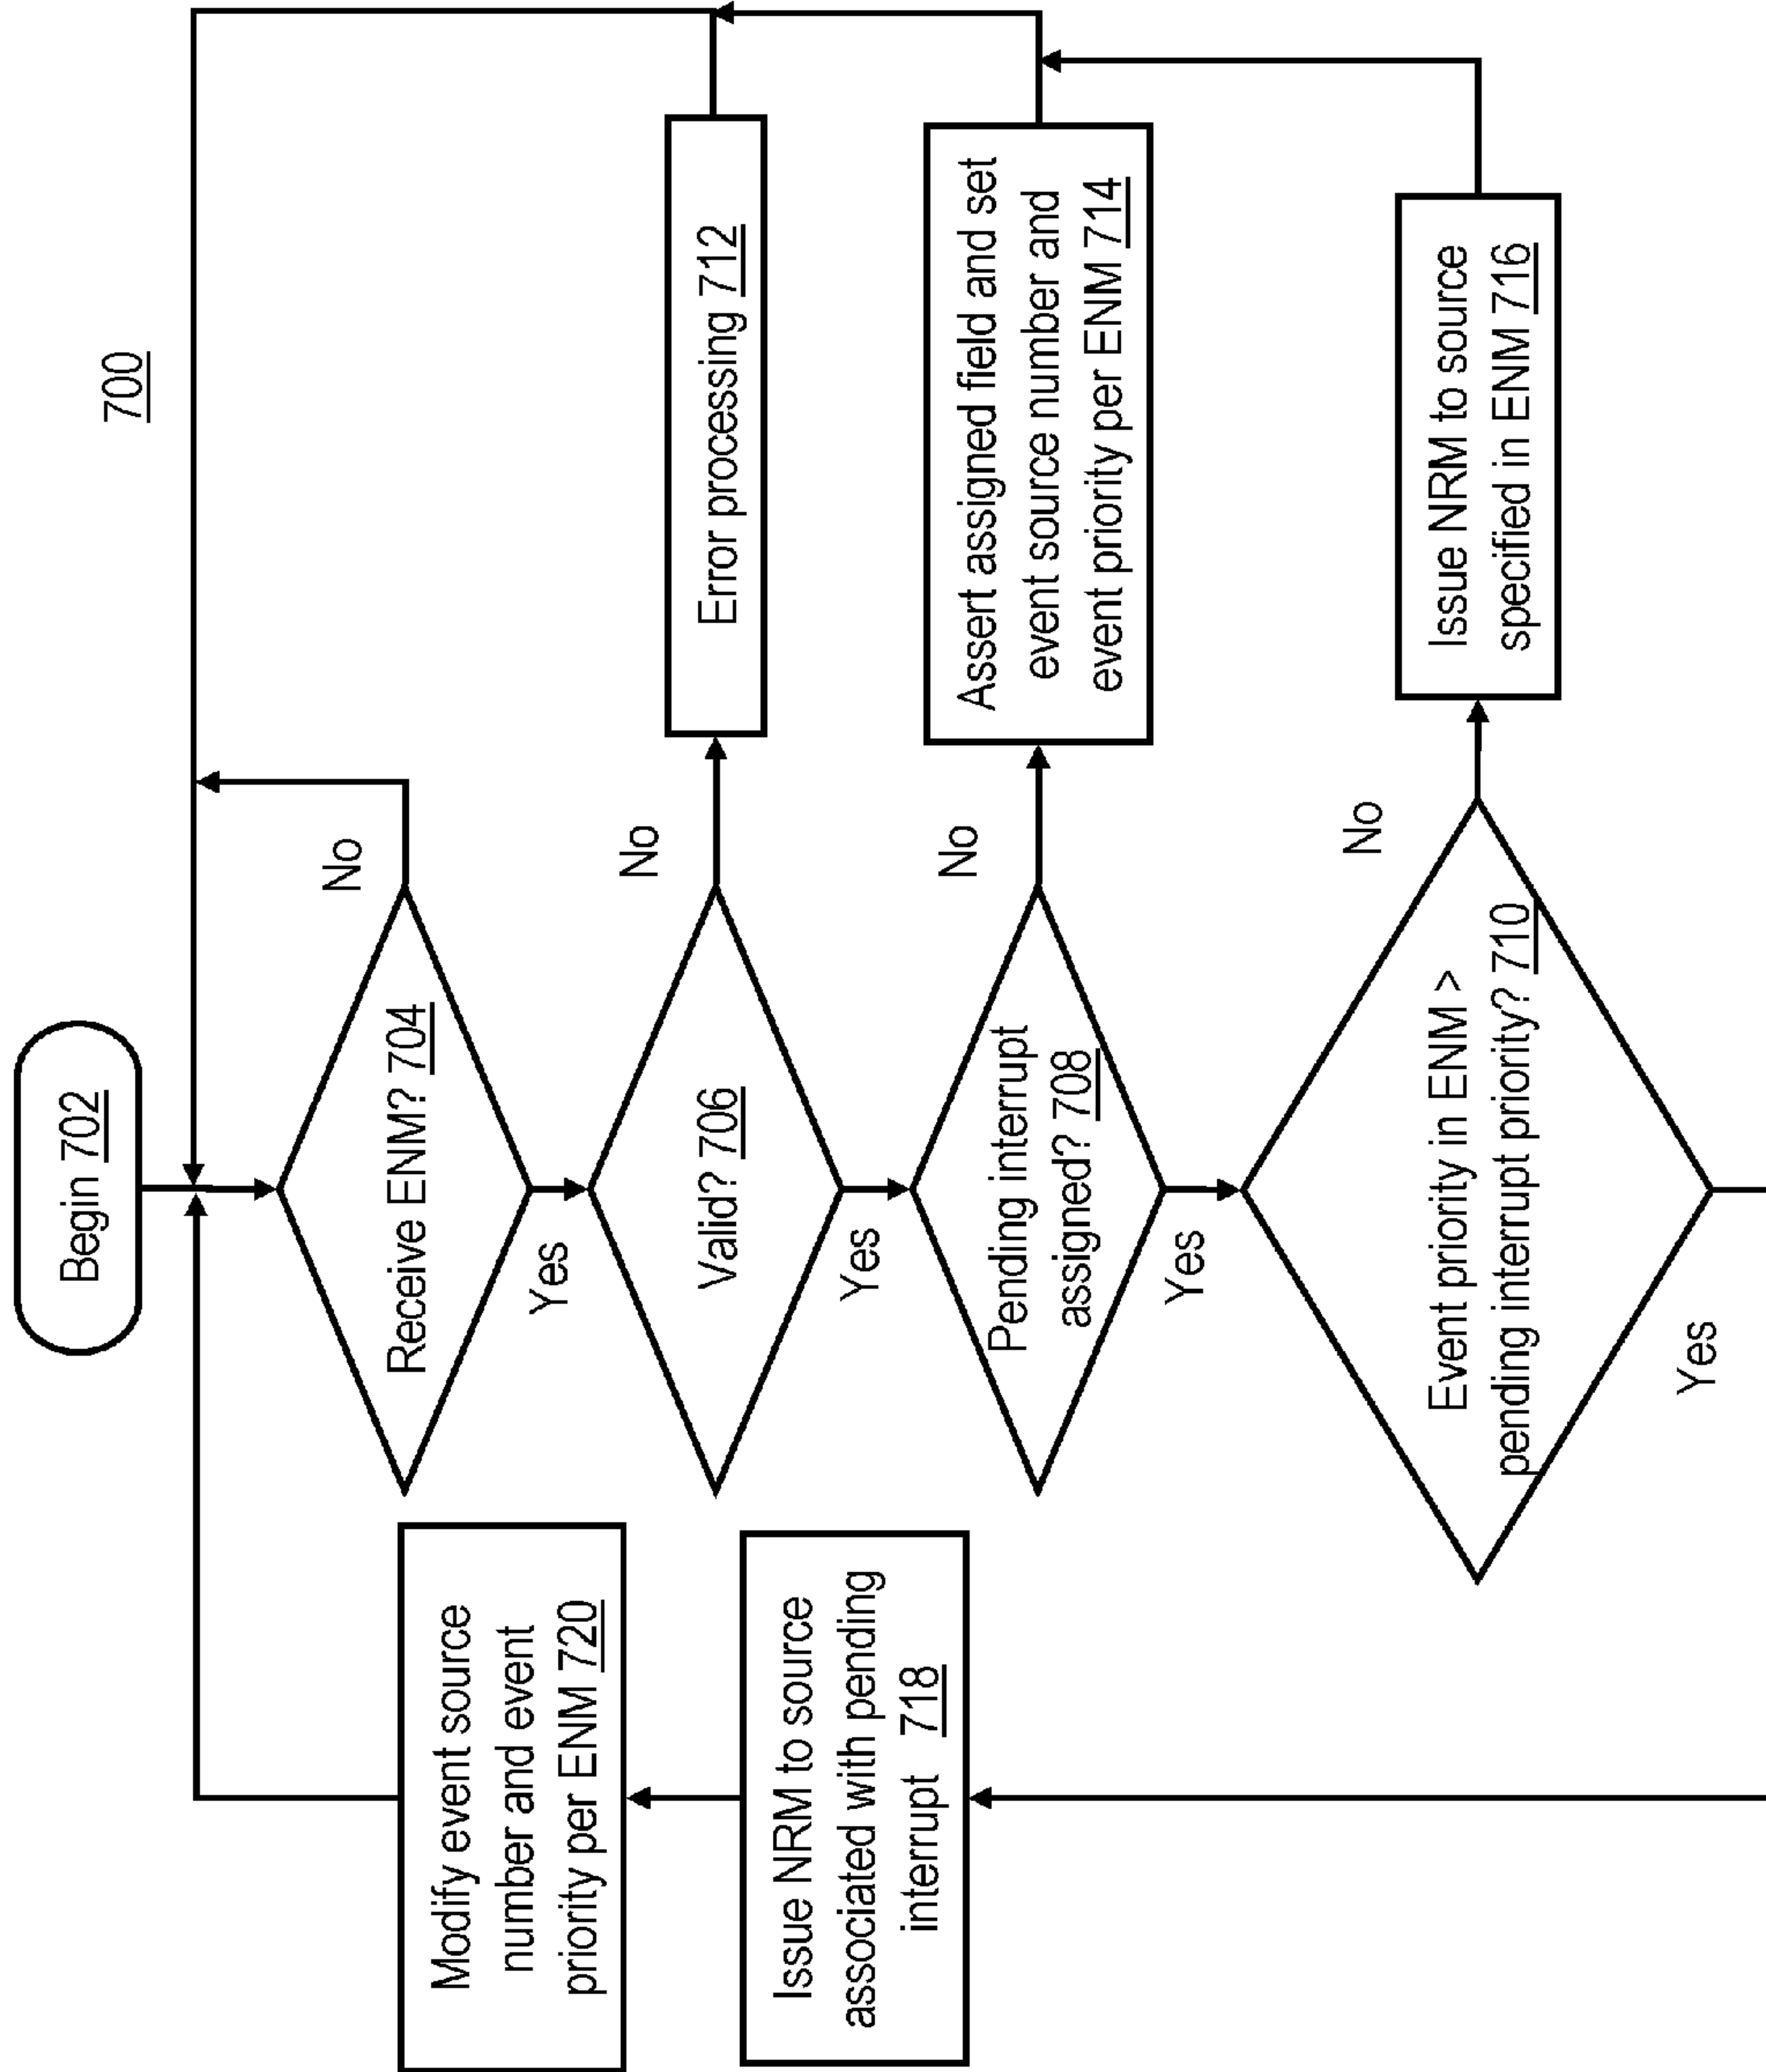 700
Begin 702
Receive ENM? 704
No
Yes
Valid? 706
No
Error processing 712
Yes
Pending interrupt
assigned? 708
No
Assert assigned field and set
event source number and
event priority per ENM 714
Yes
Event priority in ENM >
pending interrupt priority? 710
No
Issue NRM to source
specified in ENM 716
Yes
Issue NRM to source
associated with pending
interrupt 718
Modify event source
number and event
priority per ENM 720